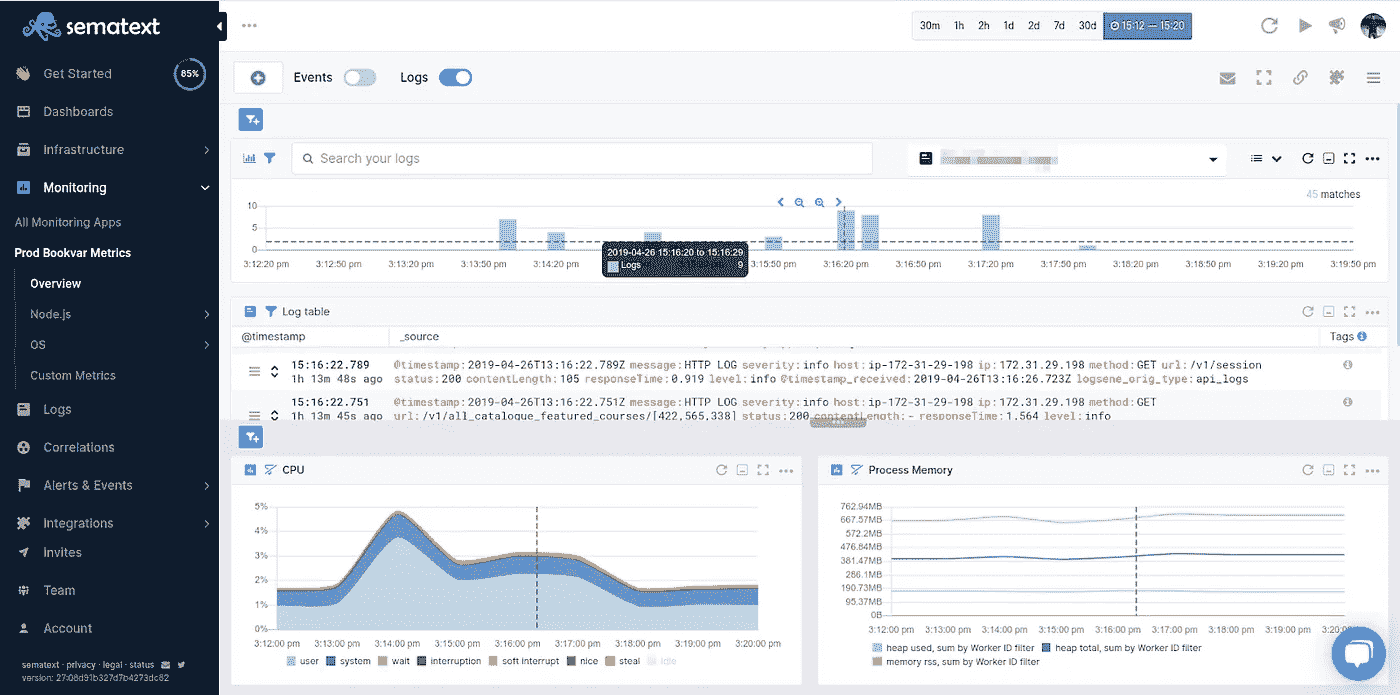 sematext
30m 1h 2h 1d 2d 7d 30d 15:12 — 15:20
Get Started 85%
Dashboards
Infrastructure
Monitoring
All Monitoring Apps
Prod Bookvar Metrics
Overview
Node.js
OS
Custom Metrics
Logs
Correlations
Alerts & Events
Integrations
Invites
Team
Account
sematext · privacy · legal · status
version: 27:08d91b327d7b4273dc82
Events Logs
Search your logs
45 matches
10
5
0
2019-04-26 15:16:20 to 15:16:29
Logs 9
3:12:20 pm 3:12:50 pm 3:13:20 pm 3:13:50 pm 3:14:20 pm 3:15:50 pm 3:16:20 pm 3:16:50 pm 3:17:20 pm 3:17:50 pm 3:18:20 pm 3:18:50 pm 3:19:20 pm 3:19:50 pm
Log table
@timestamp _source Tags
15:16:22.789 @timestamp:2019-04-26T13:16:22.789Z message:HTTP LOG severity:info host:ip-172-31-29-198 ip:172.31.29.198 method:GET url:/v1/session
1h 13m 48s ago status:200 contentLength:105 responseTime:0.919 level:info @timestamp_received:2019-04-26T13:16:26.723Z logsene_orig_type:api_logs
15:16:22.751 @timestamp:2019-04-26T13:16:22.751Z message:HTTP LOG severity:info host:ip-172-31-29-198 ip:172.31.29.198 method:GET
1h 13m 45s ago url:/v1/all_catalogue_featured_courses/[422,565,338] status:200 contentLength:- responseTime:1.564 level:info
CPU
5%
4%
3%
2%
1%
0%
3:12:00 pm 3:13:00 pm 3:14:00 pm 3:15:00 pm 3:16:00 pm 3:17:00 pm 3:18:00 pm 3:19:00 pm 3:20:00 pm
user system wait interruption soft interrupt nice steal idle
Process Memory
762.94MB
667.57MB
572.2MB
476.84MB
381.47MB
286.1MB
190.73MB
95.37MB
0B
3:12:00 pm 3:13:00 pm 3:14:00 pm 3:15:00 pm 3:16:00 pm 3:17:00 pm 3:18:00 pm 3:19:00 pm
heap used, sum by Worker ID filter heap total, sum by Worker ID filter
memory rss, sum by Worker ID filter